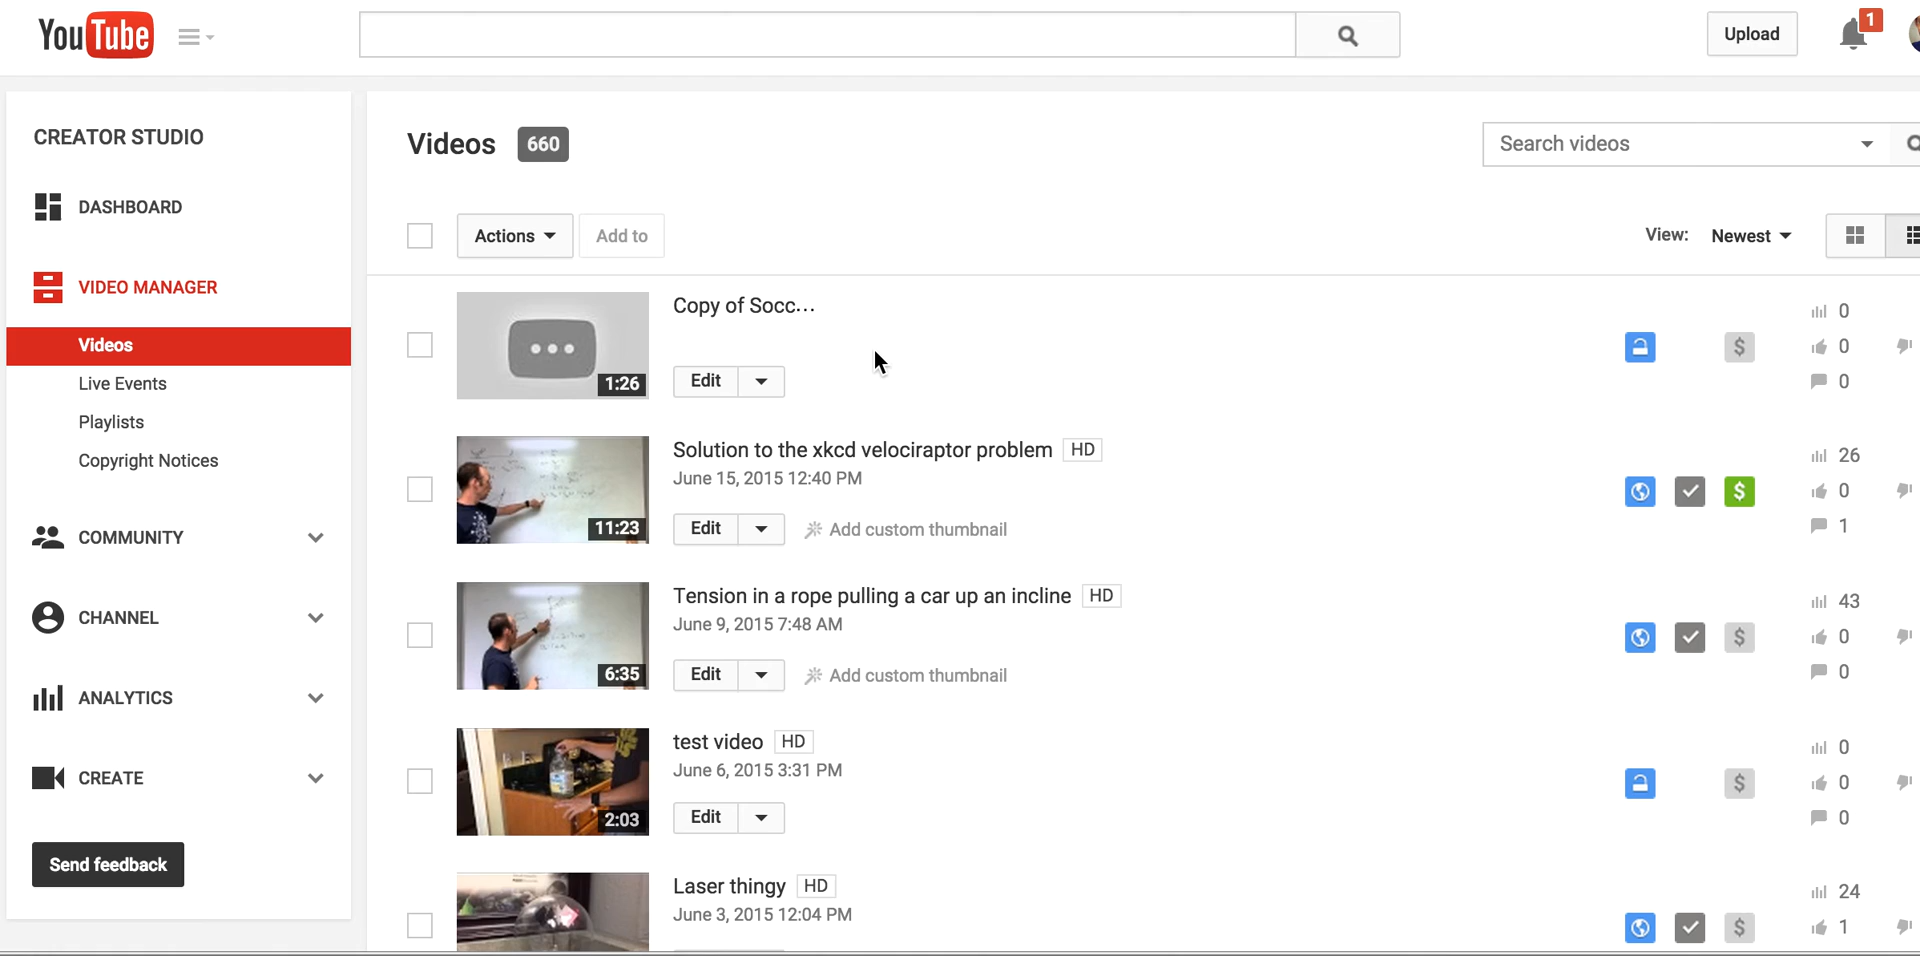 YouTube
Upload
1
CREATOR STUDIO
DASHBOARD
VIDEO MANAGER
Videos
Live Events
Playlists
Copyright Notices
COMMUNITY
CHANNEL
ANALYTICS
CREATE
Send feedback
Videos 660
Search videos
Actions
Add to
View: Newest
Copy of Socc...
1:26
Edit
$
0
0
0
Solution to the xkcd velociraptor problem HD
June 15, 2015 12:40 PM
11:23
Edit
Add custom thumbnail
$
26
0
1
Tension in a rope pulling a car up an incline HD
June 9, 2015 7:48 AM
6:35
Edit
Add custom thumbnail
$
43
0
0
test video HD
June 6, 2015 3:31 PM
2:03
Edit
$
0
0
0
Laser thingy HD
June 3, 2015 12:04 PM
$
24
1